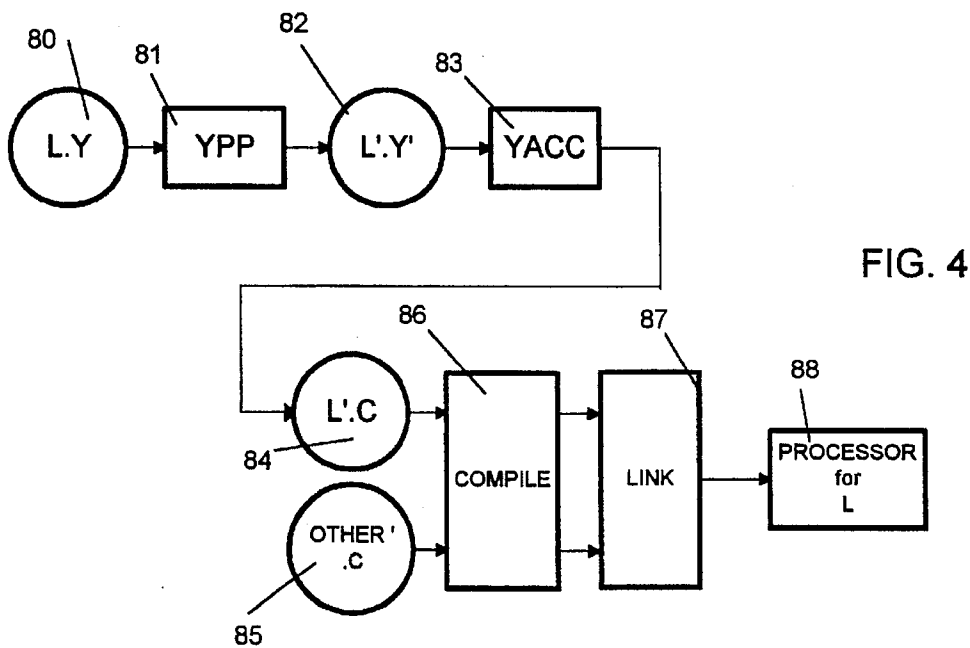 80
81
82
83
L.Y
YPP
L'.Y'
YACC
FIG. 4
86
87
88
L'.C
84
COMPILE
LINK
PROCESSOR
for
L
OTHER '
.C
85